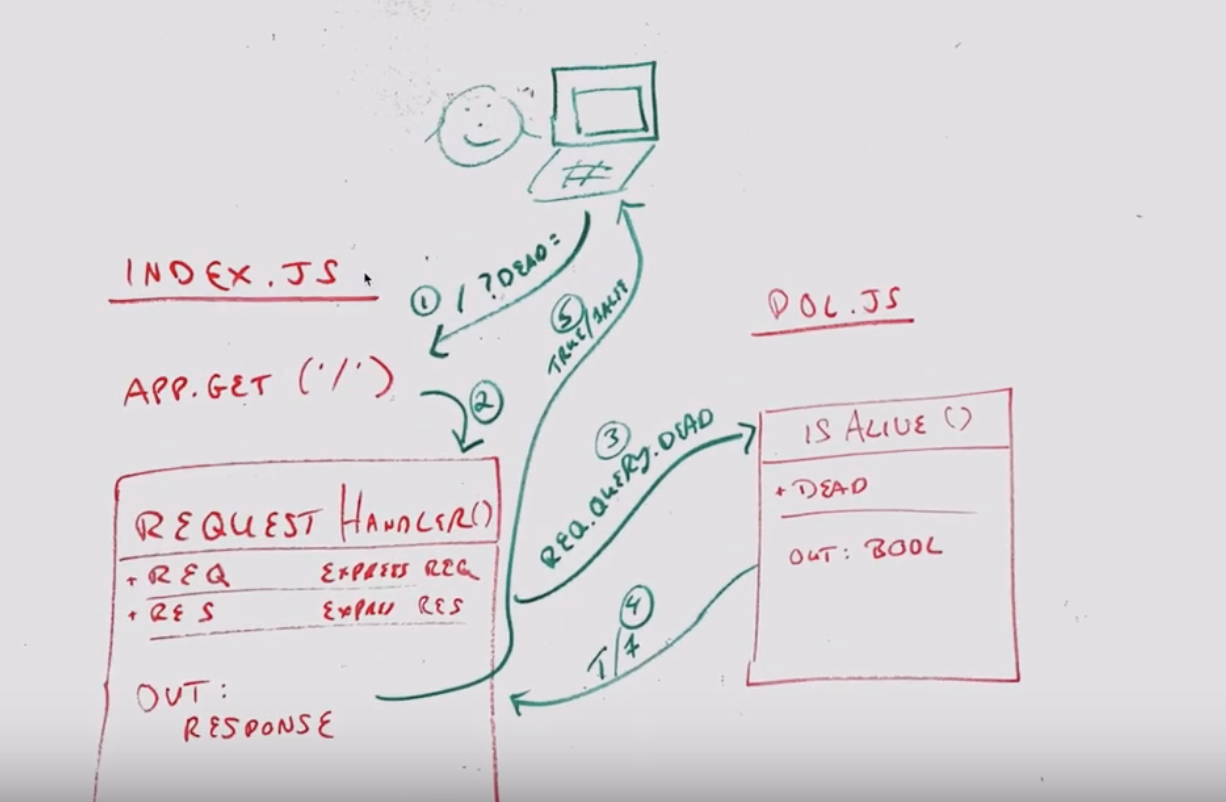 INDEX.JS
① / ?DEAD=
⑤ TRUE/FALSE
DOL.JS
APP.GET ('/')
②
③ REQ.QUERY.DEAD
IS ALIVE ()
+ DEAD
OUT: BOOL
REQUEST HANDLER()
+ REQ EXPRESS REQ
+ RES EXPRESS RES
④ T/F
OUT:
RESPONSE